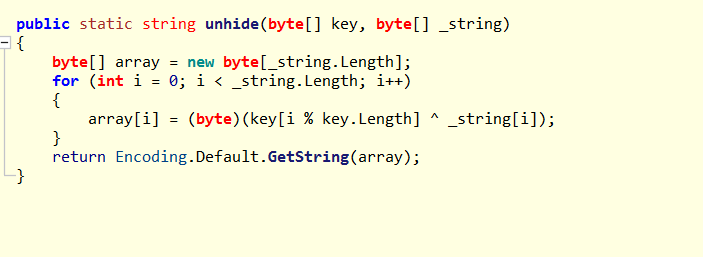 public static string unhide(byte[] key, byte[] _string)
{
byte[] array = new byte[_string.Length];
for (int i = 0; i < _string.Length; i++)
{
array[i] = (byte)(key[i % key.Length] ^ _string[i]);
}
return Encoding.Default.GetString(array);
}